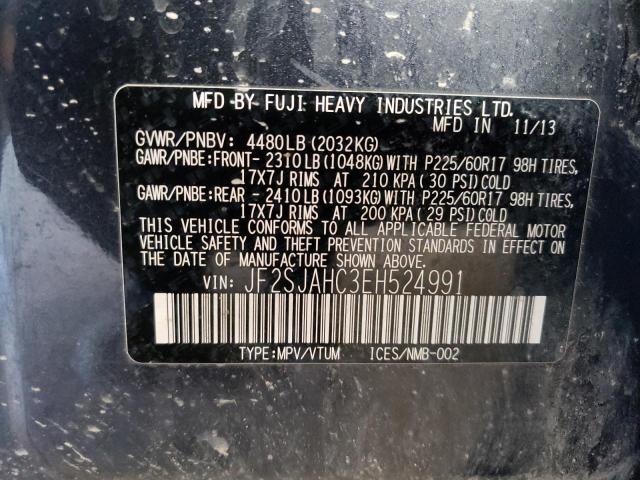 MFD BY FUJI HEAVY INDUSTRIES LTD.
MFD IN 11/13
GVWR/PNBV: 4480LB(2032KG)
GAWR/PNBE:FRONT- 2310LB(1048KG)WITH P225/60R17 98H TIRES,
17X7J RIMS AT 210 KPA(30 PSI)COLD
GAWR/PNBE:REAR - 2410LB(1093KG)WITH P225/60R17 98H TIRES,
17X7J RIMS AT 200 KPA(29 PSI)COLD
THIS VEHICLE CONFORMS TO ALL APPLICABLE FEDERAL MOTOR
VEHICLE SAFETY AND THEFT PREVENTION STANDARDS IN EFFECT ON
THE DATE OF MANUFACTURE SHOWN ABOVE.
VIN: JF2SJAHC3EH524991
TYPE:MPV/VTUM ICES/NMB-002